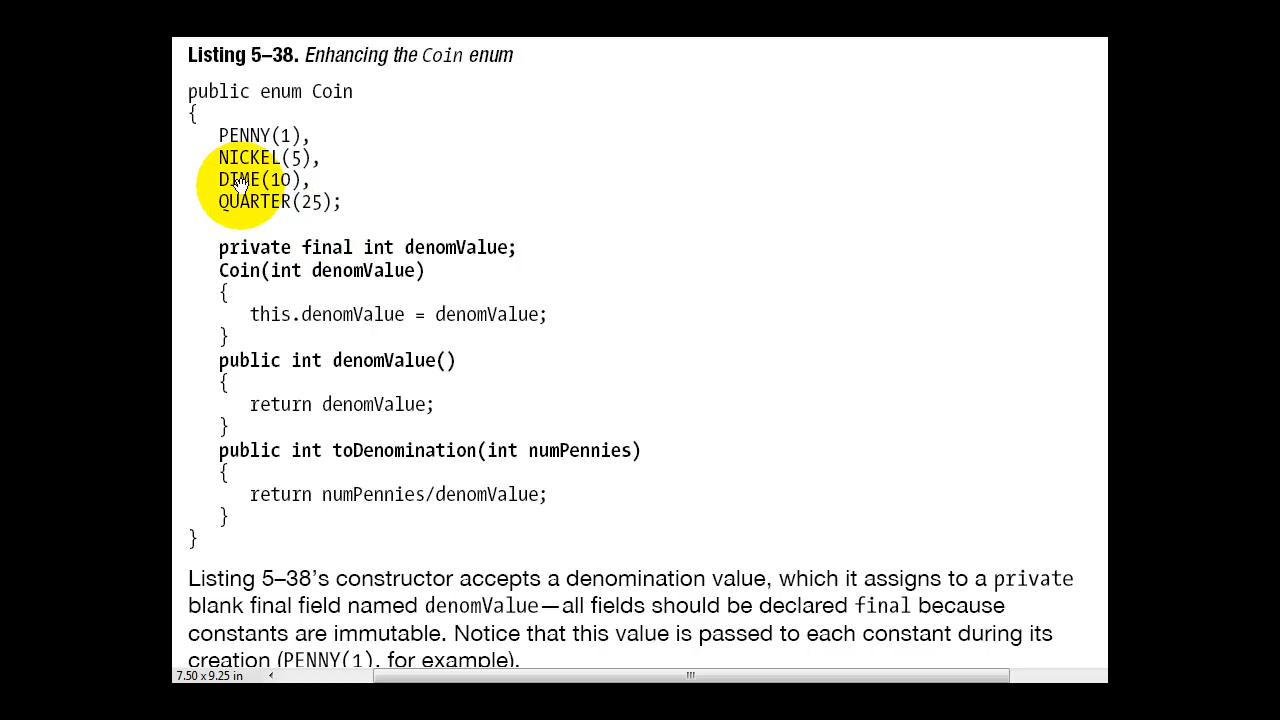 Listing 5–38. Enhancing the Coin enum
public enum Coin
{
PENNY(1),
NICKEL(5),
DIME(10),
QUARTER(25);
private final int denomValue;
Coin(int denomValue)
{
this.denomValue = denomValue;
}
public int denomValue()
{
return denomValue;
}
public int toDenomination(int numPennies)
{
return numPennies/denomValue;
}
}
Listing 5–38’s constructor accepts a denomination value, which it assigns to a private
blank final field named denomValue—all fields should be declared final because
constants are immutable. Notice that this value is passed to each constant during its
creation (PENNY(1), for example).
7.50 x 9.25 in